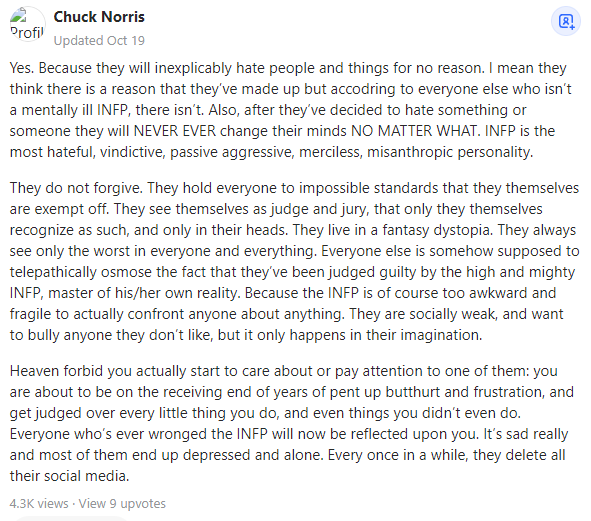 Chuck Norris
Profil
Updated Oct 19
Yes. Because they will inexplicably hate people and things for no reason. I mean they
think there is a reason that they've made up but accodring to everyone else who isn't
a mentally ill INFP, there isn't. Also, after they've decided to hate something or
someone they will NEVER EVER change their minds NO MATTER WHAT. INFP is the
most hateful, vindictive, passive aggressive, merciless, misanthropic personality.
They do not forgive. They hold everyone to impossible standards that they themselves
are exempt off. They see themselves as judge and jury, that only they themselves
recognize as such, and only in their heads. They live in a fantasy dystopia. They always
see only the worst in everyone and everything. Everyone else is somehow supposed to
telepathically osmose the fact that they've been judged guilty by the high and mighty
INFP, master of his/her own reality. Because the INFP is of course too awkward and
fragile to actually confront anyone about anything. They are socially weak, and want
to bully anyone they don't like, but it only happens in their imagination.
Heaven forbid you actually start to care about or pay attention to one of them: you
are about to be on the receiving end of years of pent up butthurt and frustration, and
get judged over every little thing you do, and even things you didn't even do.
Everyone who's ever wronged the INFP will now be reflected upon you. It's sad really
and most of them end up depressed and alone. Every once in a while, they delete all
their social media.
4.3K views · View 9 upvotes